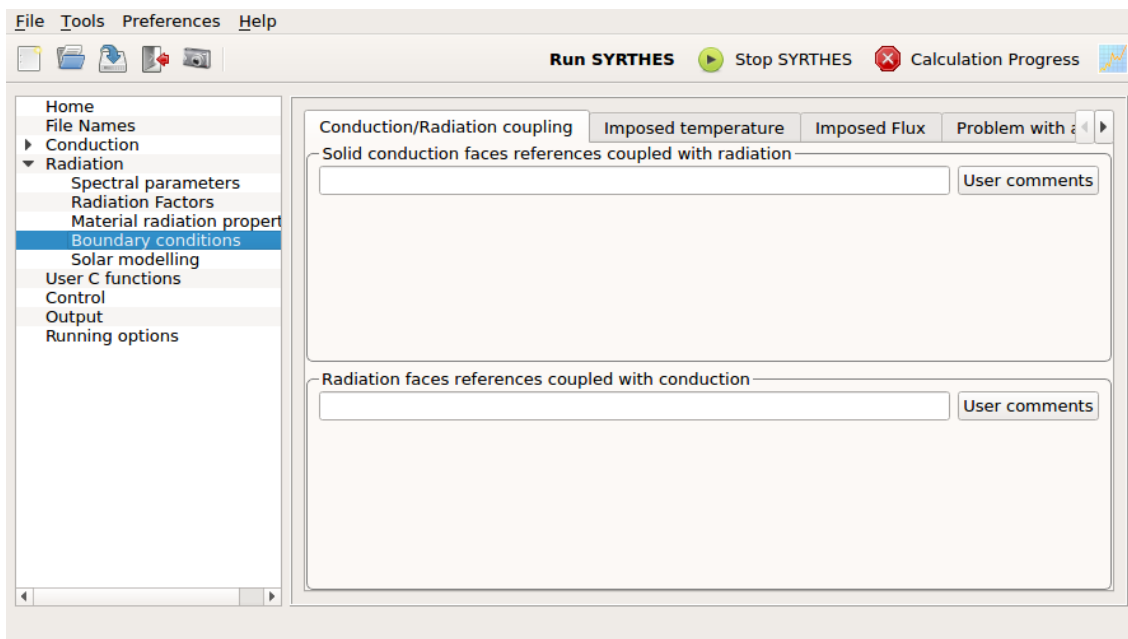 File Tools Preferences Help
Run SYRTHES Stop SYRTHES Calculation Progress
Home
File Names
Conduction
Radiation
Spectral parameters
Radiation Factors
Material radiation propert
Boundary conditions
Solar modelling
User C functions
Control
Output
Running options
Conduction/Radiation coupling Imposed temperature Imposed Flux Problem with
Solid conduction faces references coupled with radiation
User comments
Radiation faces references coupled with conduction
User comments